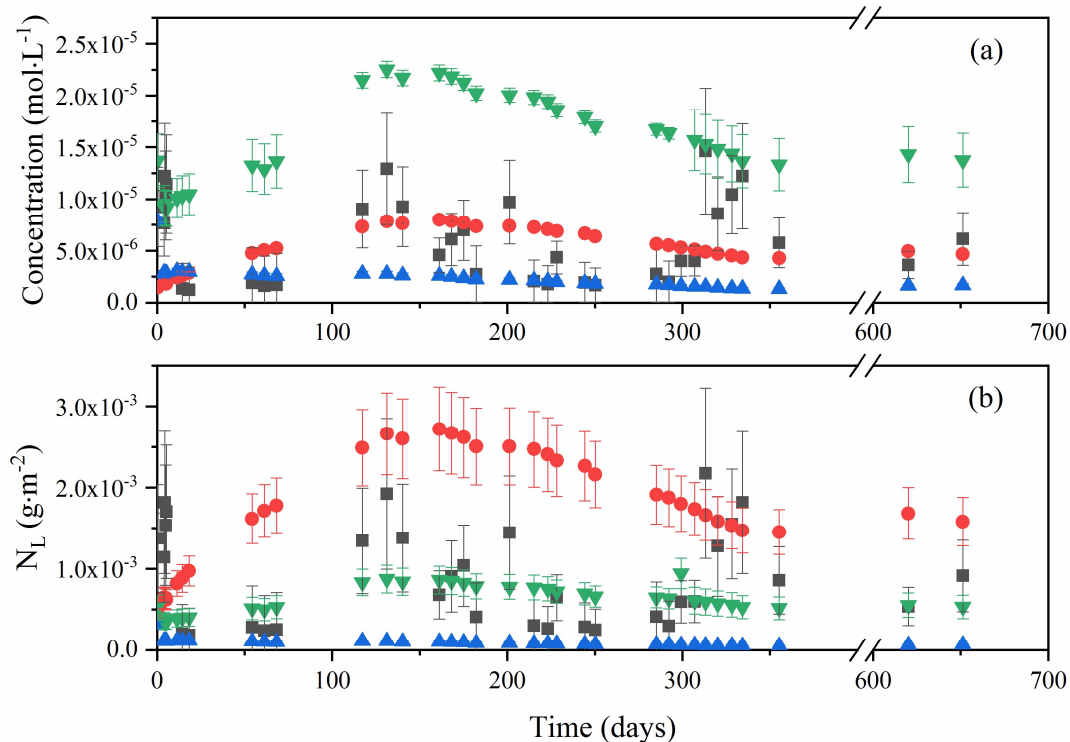 (a)
Concentration (mol·L⁻¹)
2.5x10⁻⁵
2.0x10⁻⁵
1.5x10⁻⁵
1.0x10⁻⁵
5.0x10⁻⁶
0.0
0 100 200 300 600 700
(b)
N_L (g·m⁻²)
3.0x10⁻³
2.0x10⁻³
1.0x10⁻³
0.0
0 100 200 300 600 700
Time (days)